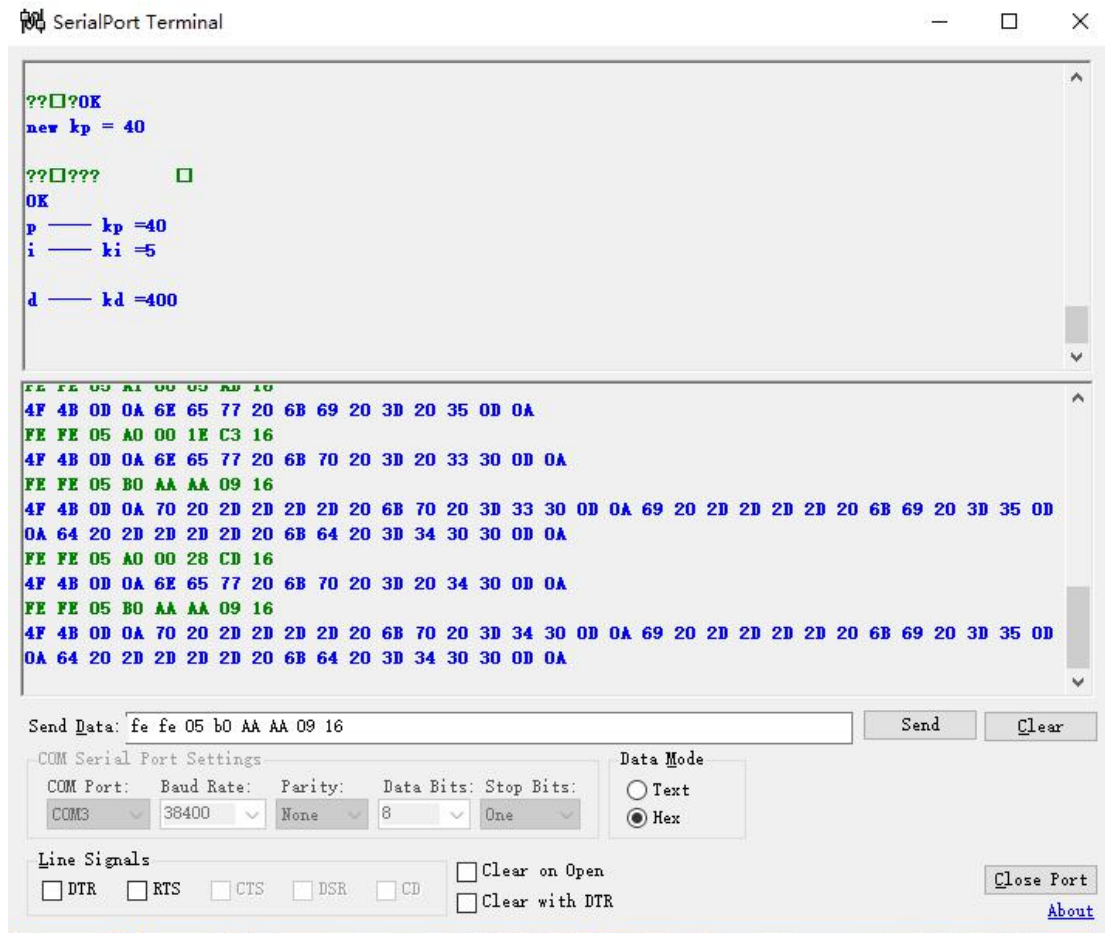 SerialPort Terminal
??□?OK
new kp = 40
??□??? □
OK
p ---- kp =40
i ---- ki =5
d ---- kd =400
FE FE 05 A1 00 05 AB 16
4F 4B 0D 0A 6E 65 77 20 6B 69 20 3D 20 35 0D 0A
FE FE 05 A0 00 1E C3 16
4F 4B 0D 0A 6E 65 77 20 6B 70 20 3D 20 33 30 0D 0A
FE FE 05 B0 AA AA 09 16
4F 4B 0D 0A 70 20 2D 2D 2D 2D 20 6B 70 20 3D 33 30 0D 0A 69 20 2D 2D 2D 2D 20 6B 69 20 3D 35 0D
0A 64 20 2D 2D 2D 2D 20 6B 64 20 3D 34 30 30 0D 0A
FE FE 05 A0 00 28 CD 16
4F 4B 0D 0A 6E 65 77 20 6B 70 20 3D 20 34 30 0D 0A
FE FE 05 B0 AA AA 09 16
4F 4B 0D 0A 70 20 2D 2D 2D 2D 20 6B 70 20 3D 34 30 0D 0A 69 20 2D 2D 2D 2D 20 6B 69 20 3D 35 0D
0A 64 20 2D 2D 2D 2D 20 6B 64 20 3D 34 30 30 0D 0A
Send Data: fe fe 05 b0 AA AA 09 16 Send Clear
COM Serial Port Settings Data Mode
COM Port: Baud Rate: Parity: Data Bits: Stop Bits: Text
COM3 38400 None 8 One Hex
Line Signals
DTR RTS CTS DSR CD
Clear on Open
Clear with DTR
Close Port
About